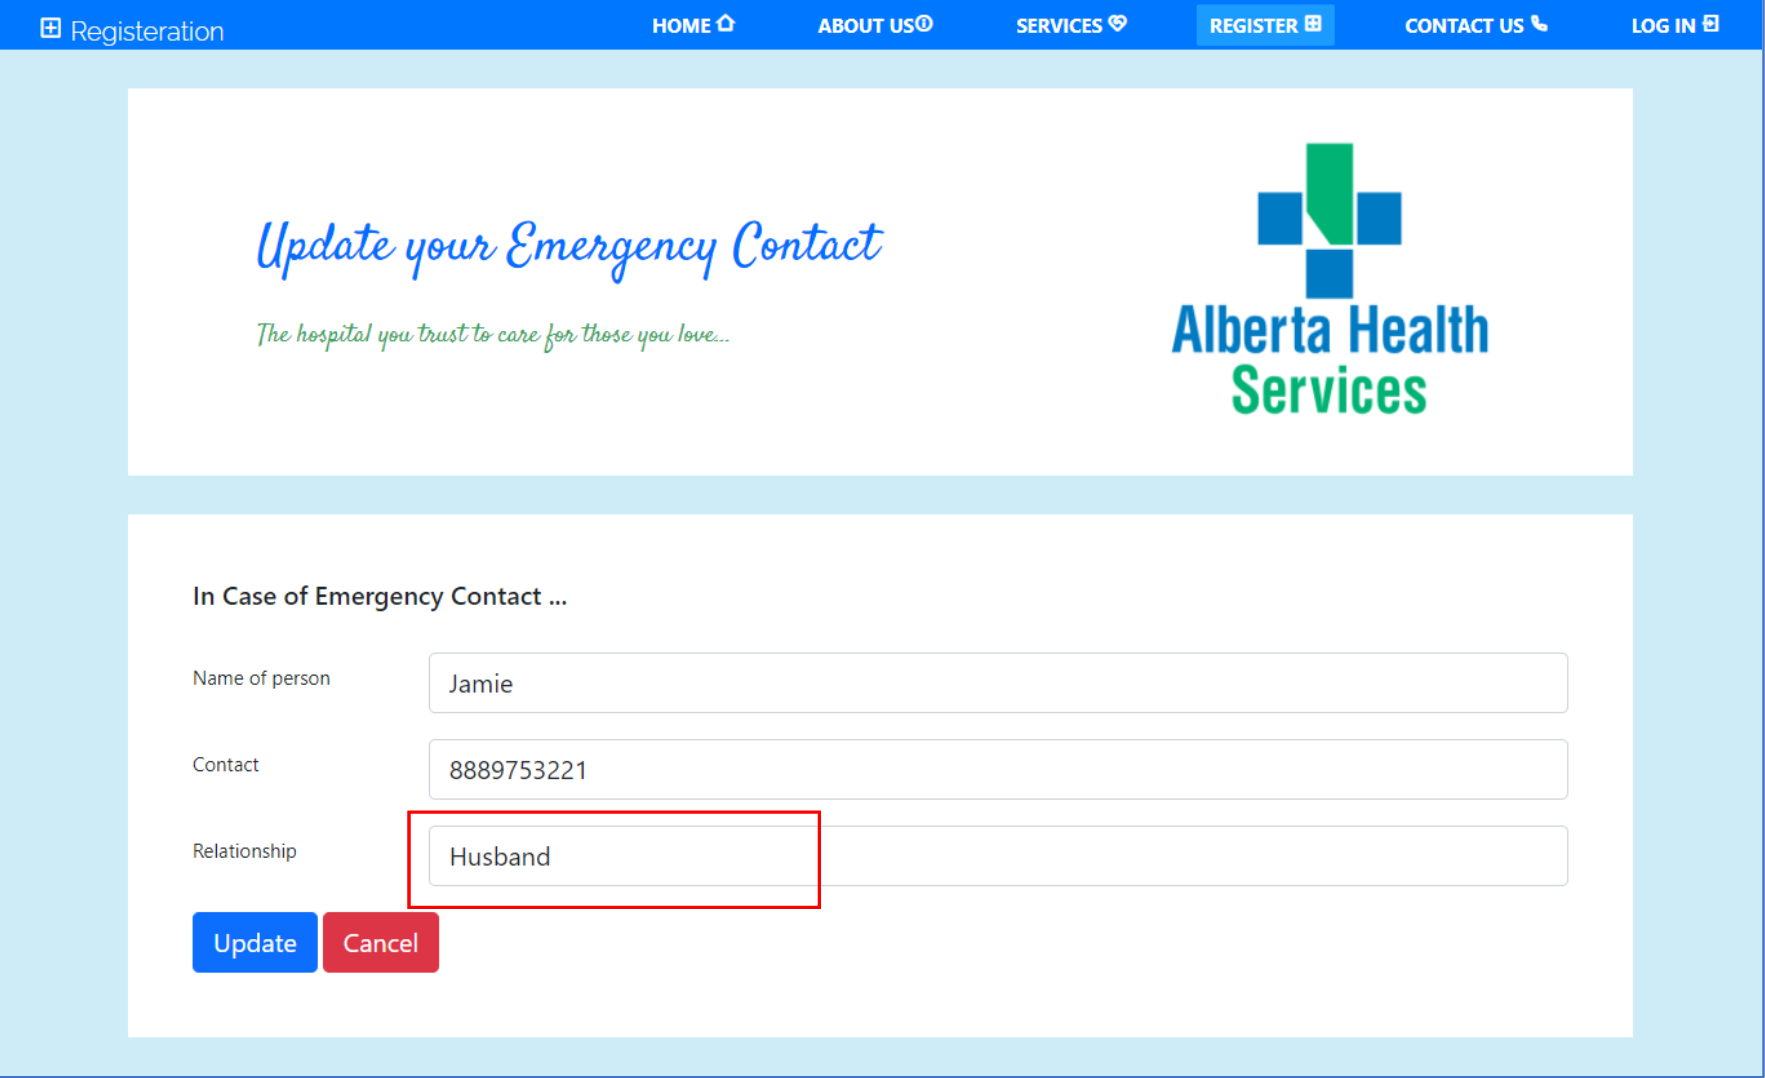 Registeration HOME ABOUT US SERVICES REGISTER CONTACT US LOG IN
Update your Emergency Contact
The hospital you trust to care for those you love...
Alberta Health
Services
In Case of Emergency Contact ...
Name of person Jamie
Contact 8889753221
Relationship Husband
Update Cancel